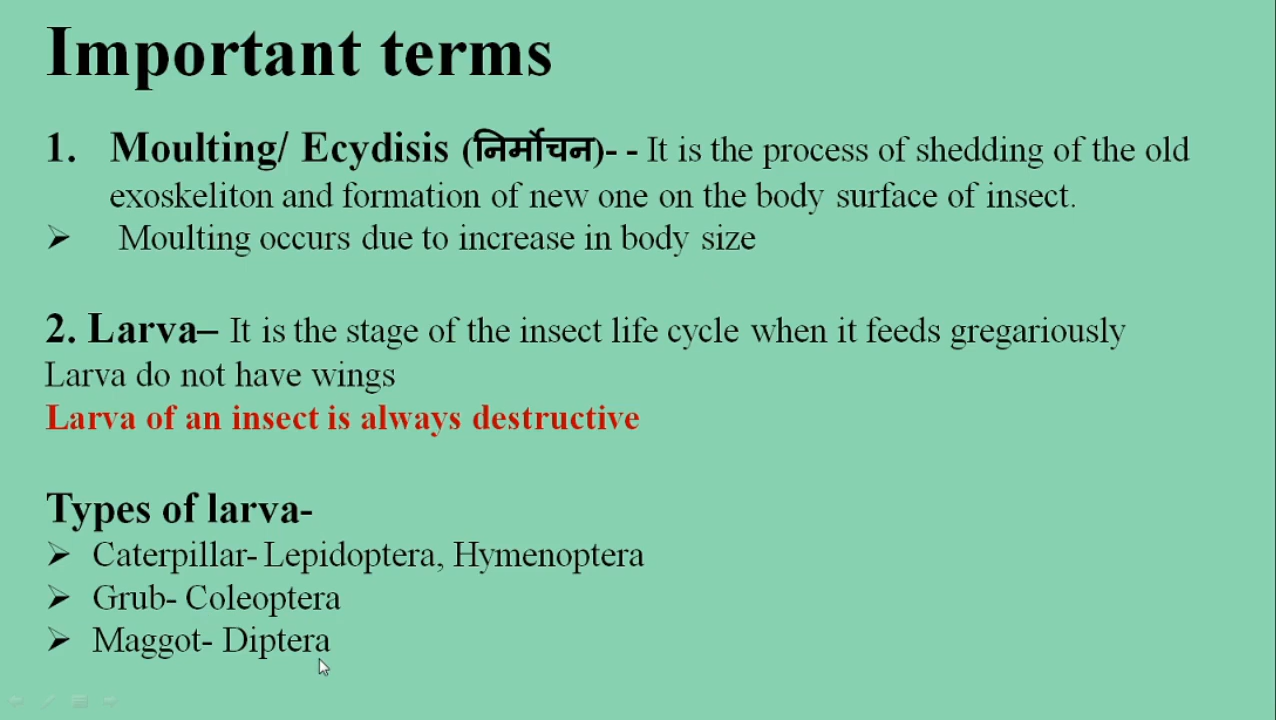 Important terms
1. Moulting/ Ecydisis (निर्मोचन)- - It is the process of shedding of the old
exoskeliton and formation of new one on the body surface of insect.
➢ Moulting occurs due to increase in body size
2. Larva– It is the stage of the insect life cycle when it feeds gregariously
Larva do not have wings
Larva of an insect is always destructive
Types of larva-
➢ Caterpillar- Lepidoptera, Hymenoptera
➢ Grub- Coleoptera
➢ Maggot- Diptera